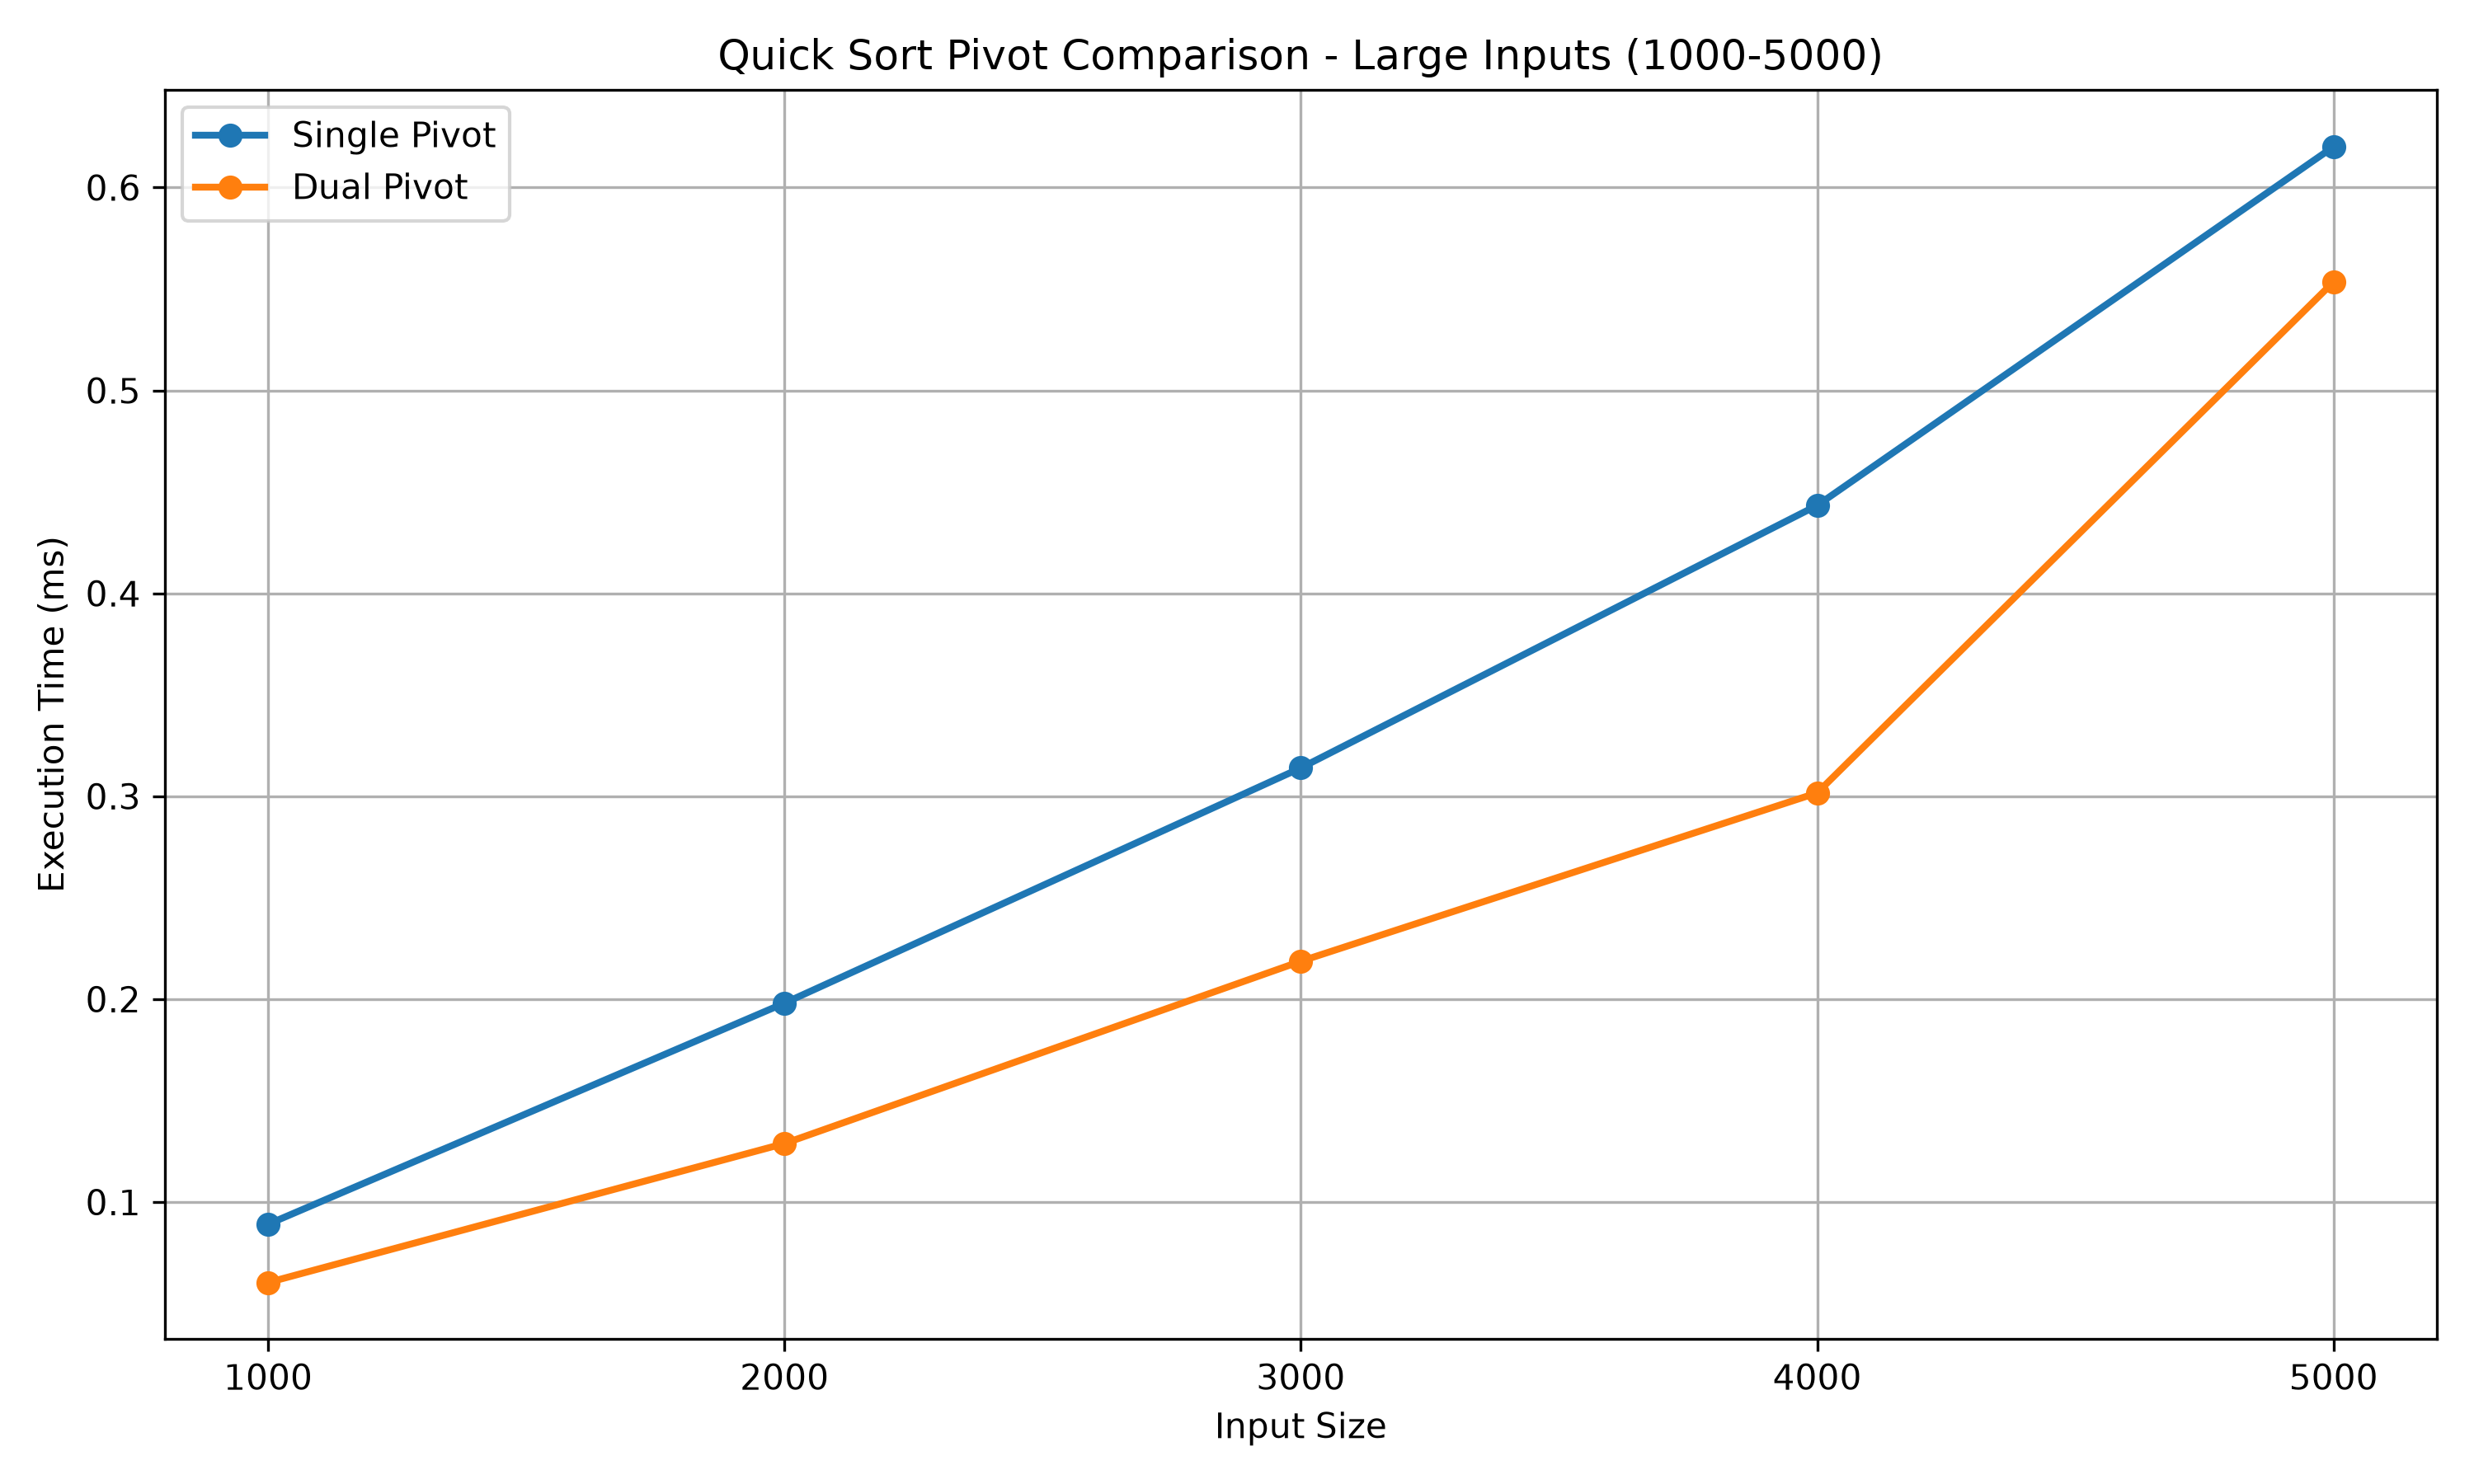 Quick Sort Pivot Comparison - Large Inputs (1000-5000)
Single Pivot
Dual Pivot
Execution Time (ms)
0.6
0.5
0.4
0.3
0.2
0.1
1000 2000 3000 4000 5000
Input Size